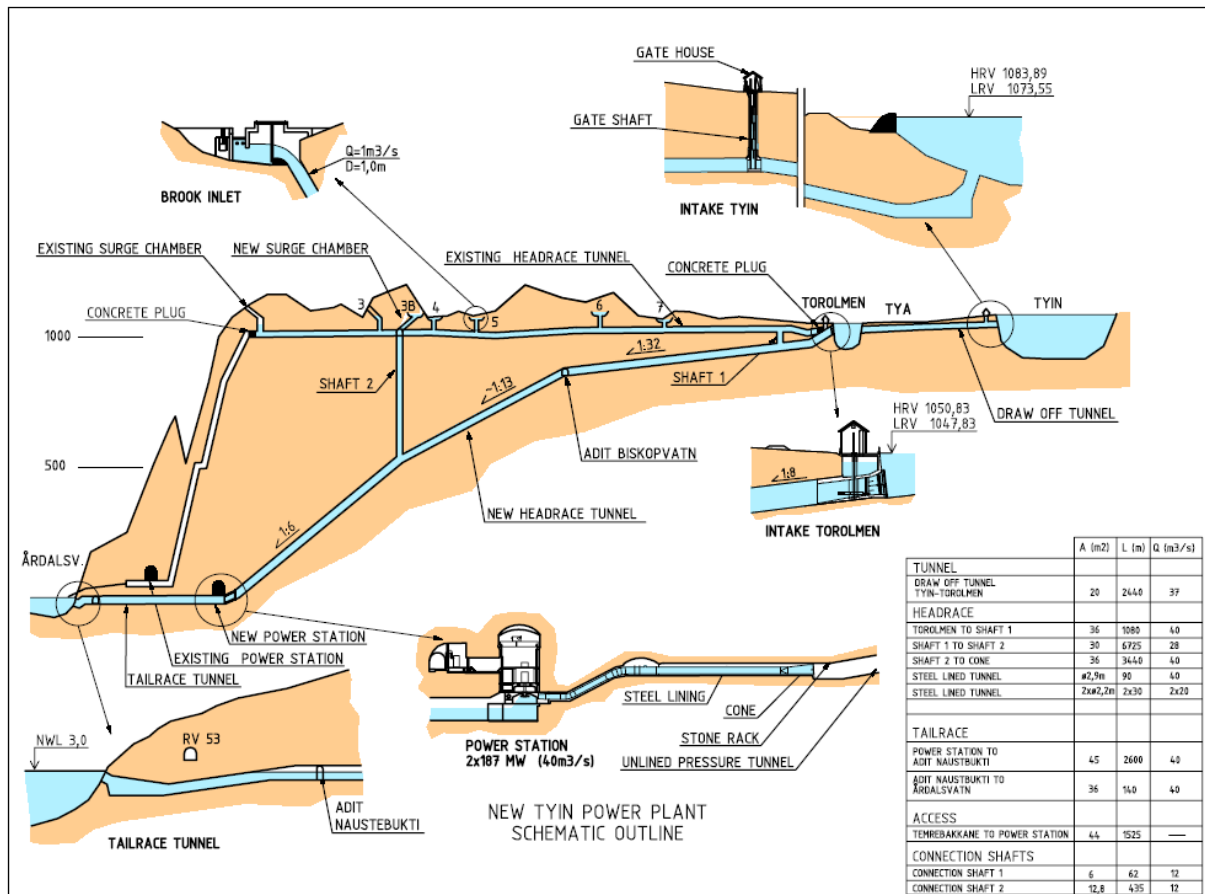 GATE HOUSE
HRV 1083,89
LRV 1073,55
GATE SHAFT
Q=1m3/s
D=1,0m
BROOK INLET
INTAKE TYIN
EXISTING SURGE CHAMBER
NEW SURGE CHAMBER
EXISTING HEADRACE TUNNEL
CONCRETE PLUG
CONCRETE PLUG
3
3B
4
5
6
7
TOROLMEN
TYA
TYIN
1000
1:32
SHAFT 2
SHAFT 1
~1:13
DRAW OFF TUNNEL
HRV 1050,83
LRV 1047,83
ADIT BISKOPVATN
500
1:8
NEW HEADRACE TUNNEL
INTAKE TOROLMEN
1:6
ÅRDALSV.
NEW POWER STATION
EXISTING POWER STATION
TAILRACE TUNNEL
STEEL LINING
CONE
STONE RACK
UNLINED PRESSURE TUNNEL
POWER STATION
2x187 MW (40m3/s)
NWL 3,0
RV 53
ADIT
NAUSTEBUKTI
TAILRACE TUNNEL
NEW TYIN POWER PLANT
SCHEMATIC OUTLINE
A (m2) L (m) Q (m3/s)
TUNNEL
DRAW OFF TUNNEL
TYIN-TOROLMEN 20 2440 37
HEADRACE
TOROLMEN TO SHAFT 1 36 1080 40
SHAFT 1 TO SHAFT 2 30 6725 28
SHAFT 2 TO CONE 36 3440 40
STEEL LINED TUNNEL ø2,9m 90 40
STEEL LINED TUNNEL 2xø2,2m 2x30 2x20
TAILRACE
POWER STATION TO
ADIT NAUSTBUKTI 45 2600 40
ADIT NAUSTBUKTI TO
ÅRDALSVATN 36 140 40
ACCESS
TEMREBAKKANE TO POWER STATION 44 1525 —
CONNECTION SHAFTS
CONNECTION SHAFT 1 6 62 12
CONNECTION SHAFT 2 12,8 435 12